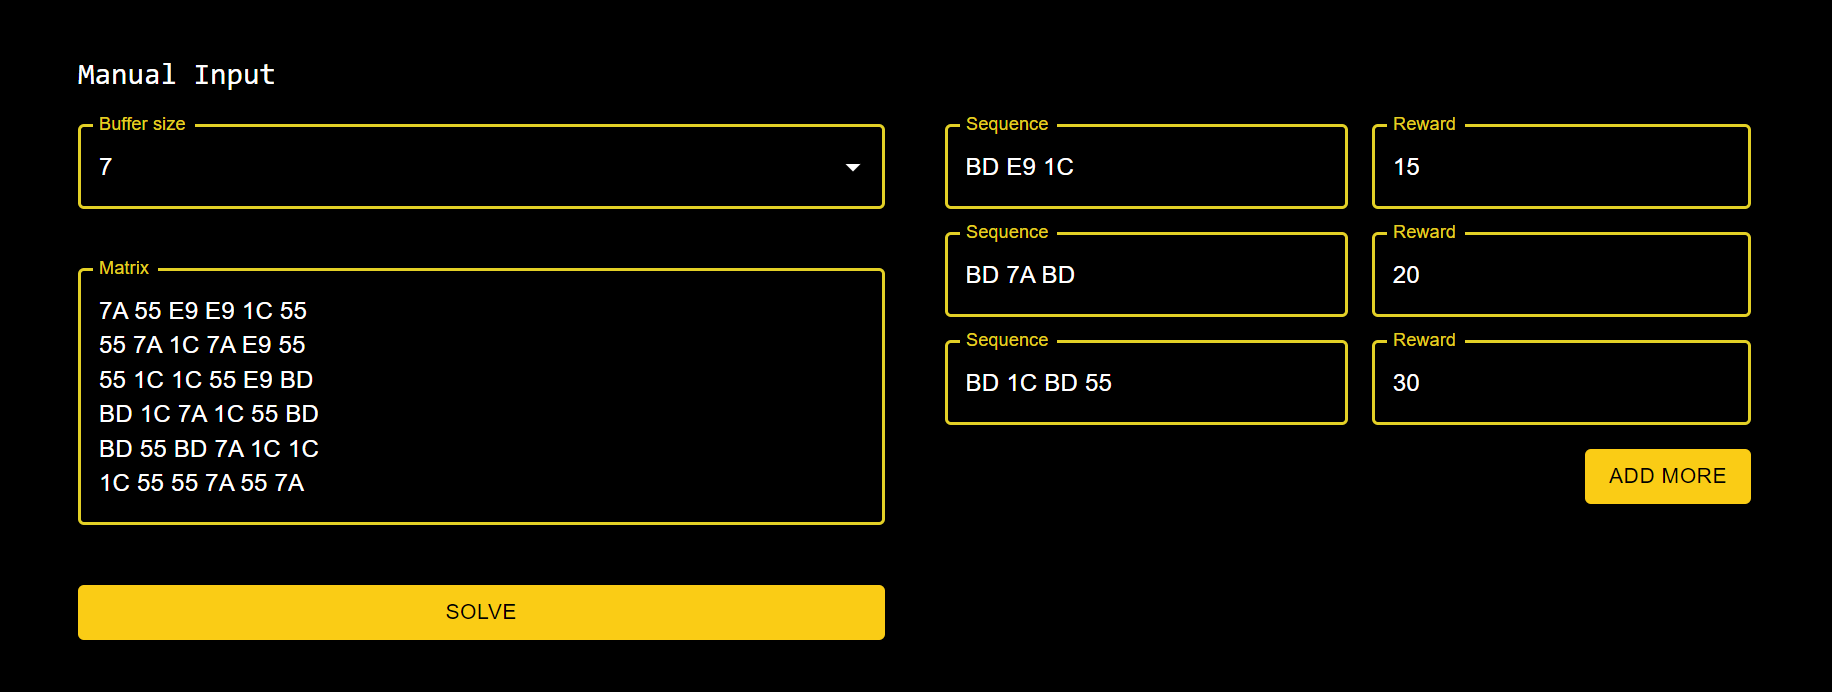 Manual Input
Buffer size
7
Matrix
7A 55 E9 E9 1C 55
55 7A 1C 7A E9 55
55 1C 1C 55 E9 BD
BD 1C 7A 1C 55 BD
BD 55 BD 7A 1C 1C
1C 55 55 7A 55 7A
SOLVE
Sequence
BD E9 1C
Reward
15
Sequence
BD 7A BD
Reward
20
Sequence
BD 1C BD 55
Reward
30
ADD MORE